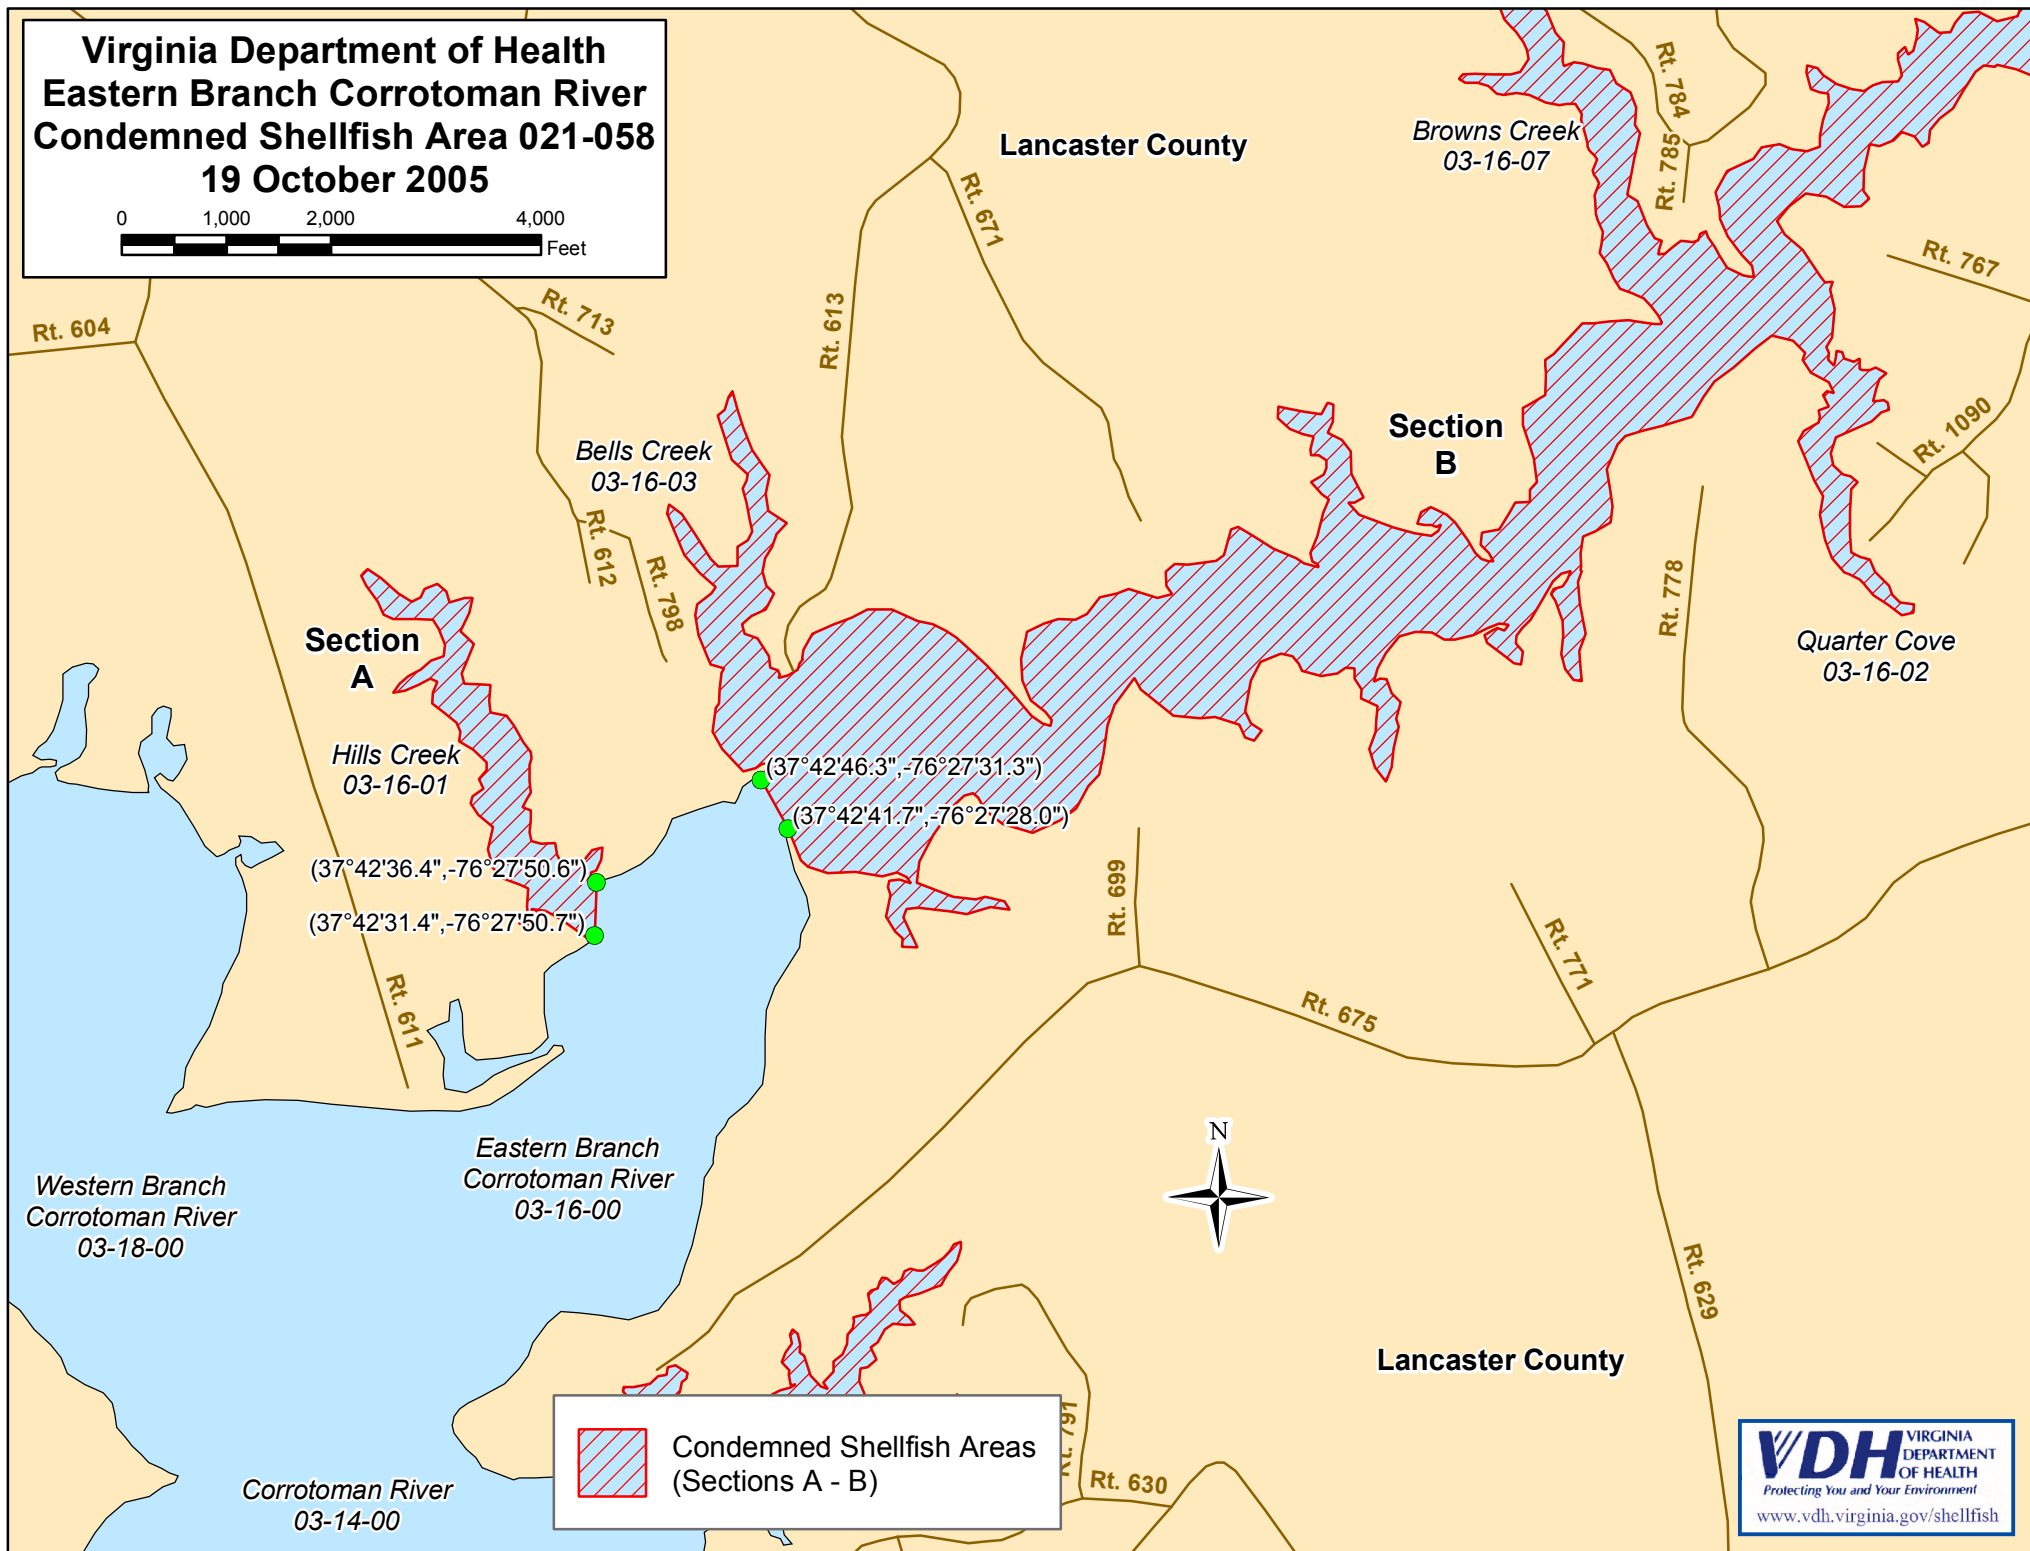 Virginia Department of Health
Eastern Branch Corrotoman River
Condemned Shellfish Area 021-058
19 October 2005
0 1,000 2,000 4,000
Feet
Lancaster County
Browns Creek
03-16-07
Rt. 784
Rt. 785
Rt. 671
Rt. 767
Rt. 604
Rt. 713
Rt. 613
Rt. 1090
Section
B
Bells Creek
03-16-03
Rt. 612
Rt. 798
Rt. 778
Section
A
Quarter Cove
03-16-02
Hills Creek
03-16-01
(37°42'46.3",-76°27'31.3")
(37°42'41.7",-76°27'28.0")
(37°42'36.4",-76°27'50.6")
(37°42'31.4",-76°27'50.7")
Rt. 699
Rt. 771
Rt. 611
Rt. 675
N
Eastern Branch
Corrotoman River
03-16-00
Western Branch
Corrotoman River
03-18-00
Rt. 629
Lancaster County
Rt. 791
Rt. 630
Condemned Shellfish Areas
(Sections A - B)
Corrotoman River
03-14-00
VDH
VIRGINIA
DEPARTMENT
OF HEALTH
Protecting You and Your Environment
www.vdh.virginia.gov/shellfish